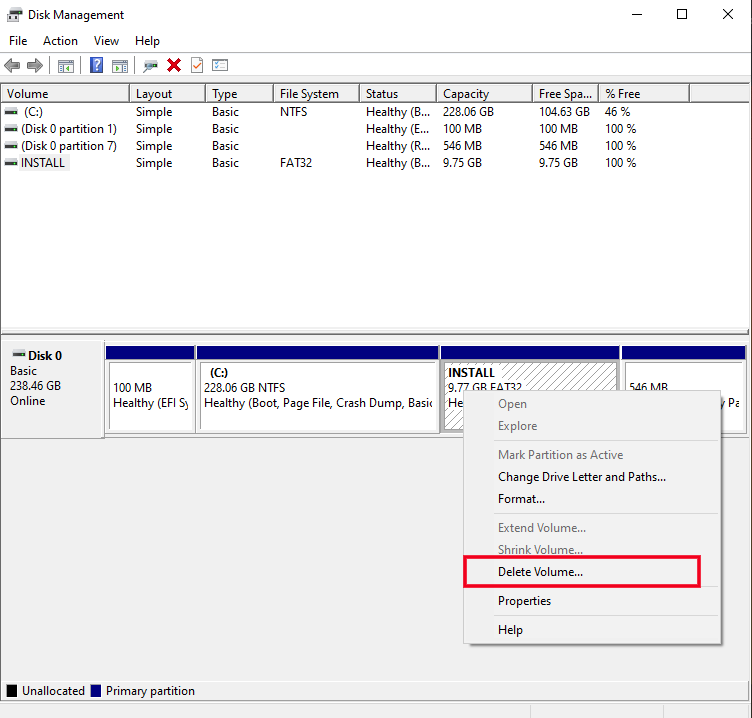 Disk Management
File Action View Help
Volume Layout Type File System Status Capacity Free Spa... % Free
(C:) Simple Basic NTFS Healthy (B... 228.06 GB 104.63 GB 46 %
(Disk 0 partition 1) Simple Basic Healthy (E... 100 MB 100 MB 100 %
(Disk 0 partition 7) Simple Basic Healthy (R... 546 MB 546 MB 100 %
INSTALL Simple Basic FAT32 Healthy (B... 9.75 GB 9.75 GB 100 %
Disk 0
Basic
238.46 GB
Online
100 MB
Healthy (EFI Sy
(C:)
228.06 GB NTFS
Healthy (Boot, Page File, Crash Dump, Basic
INSTALL
9.77 GB FAT32
He
546 MB
y Pa
Open
Explore
Mark Partition as Active
Change Drive Letter and Paths...
Format...
Extend Volume...
Shrink Volume...
Delete Volume...
Properties
Help
Unallocated Primary partition